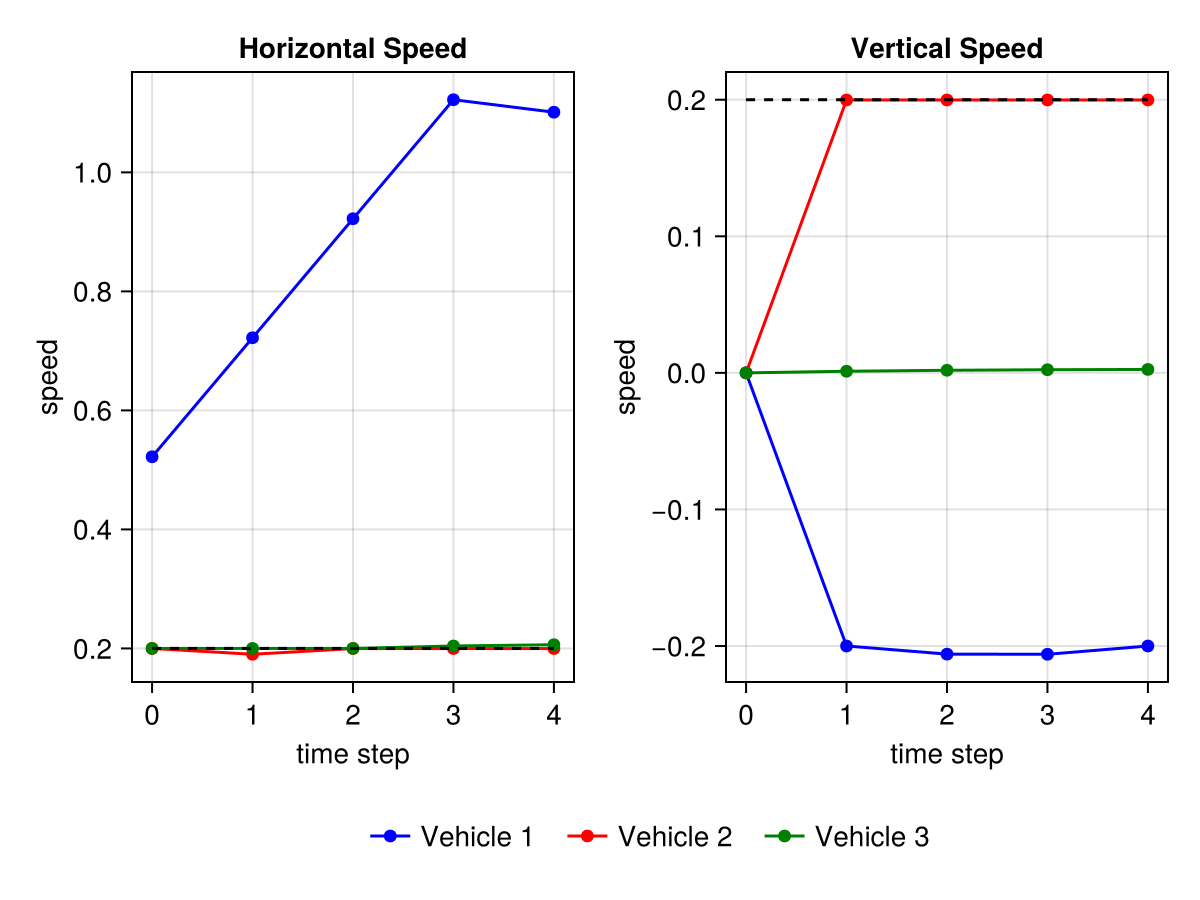 Horizontal Speed
1.0
0.8
0.6
0.4
0.2
speed
0 1 2 3 4
time step
Vertical Speed
0.2
0.1
0.0
−0.1
−0.2
speed
0 1 2 3 4
time step
Vehicle 1 Vehicle 2 Vehicle 3